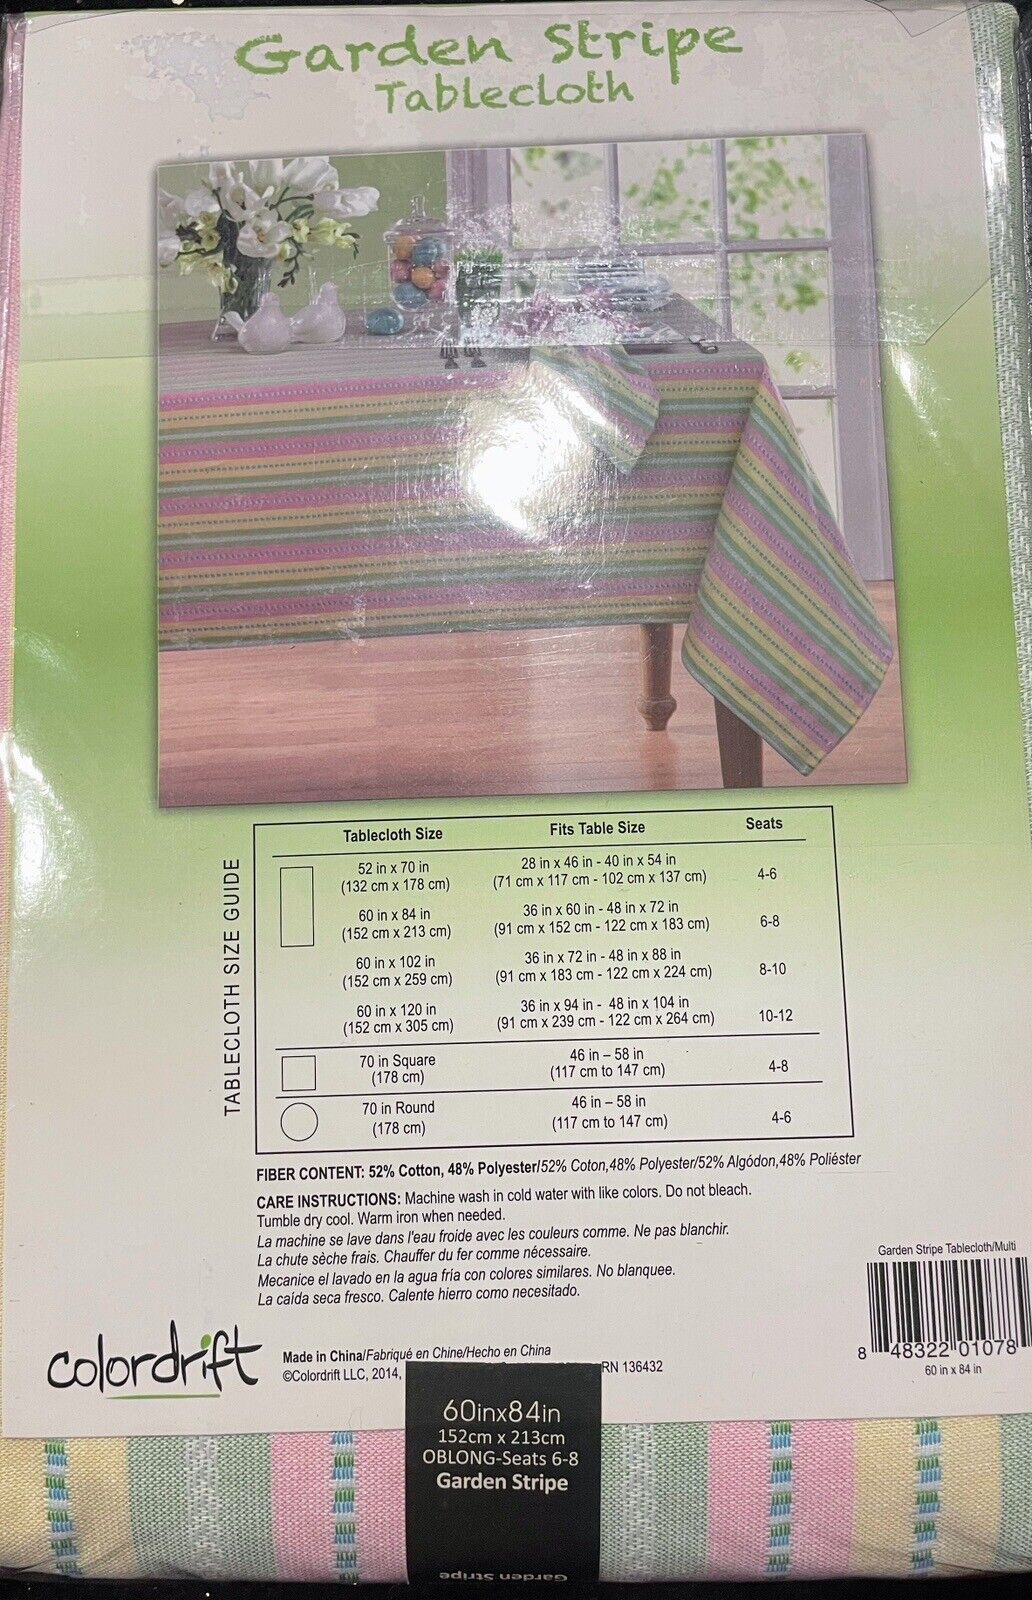 Garden Stripe
Tablecloth
TABLECLOTH SIZE GUIDE
Tablecloth Size Fits Table Size Seats
52 in x 70 in 28 in x 46 in - 40 in x 54 in
(132 cm x 178 cm) (71 cm x 117 cm - 102 cm x 137 cm) 4-6
60 in x 84 in 36 in x 60 in - 48 in x 72 in
(152 cm x 213 cm) (91 cm x 152 cm - 122 cm x 183 cm) 6-8
60 in x 102 in 36 in x 72 in - 48 in x 88 in
(152 cm x 259 cm) (91 cm x 183 cm - 122 cm x 224 cm) 8-10
60 in x 120 in 36 in x 94 in - 48 in x 104 in
(152 cm x 305 cm) (91 cm x 239 cm - 122 cm x 264 cm) 10-12
70 in Square 46 in – 58 in
(178 cm) (117 cm to 147 cm) 4-8
70 in Round 46 in – 58 in
(178 cm) (117 cm to 147 cm) 4-6
FIBER CONTENT: 52% Cotton, 48% Polyester/52% Coton,48% Polyester/52% Algódon,48% Poliéster
CARE INSTRUCTIONS: Machine wash in cold water with like colors. Do not bleach.
Tumble dry cool. Warm iron when needed.
La machine se lave dans l'eau froide avec les couleurs comme. Ne pas blanchir.
La chute sèche frais. Chauffer du fer comme nécessaire.
Mecanice el lavado en la agua fría con colores similares. No blanquee.
La caída seca fresco. Calente hierro como necesitado.
Garden Stripe Tablecloth/Multi
8 48322 01078
60 in x 84 in
colordrift
Made in China/Fabriqué en Chine/Hecho en China
©Colordrift LLC, 2014, RN 136432
60inx84in
152cm x 213cm
OBLONG-Seats 6-8
Garden Stripe
Garden Stripe